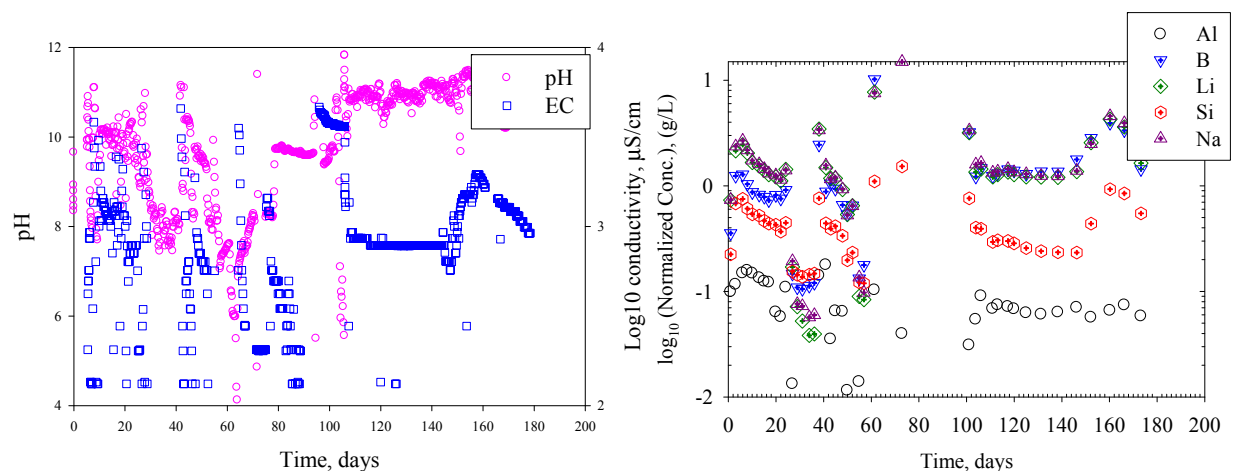 12
10
8
6
4
pH
4
3
2
Log10 conductivity, µS/cm
pH
EC
0 20 40 60 80 100 120 140 160 180 200
Time, days
1
0
-1
-2
log10 (Normalized Conc.), (g/L)
Al
B
Li
Si
Na
0 20 40 60 80 100 120 140 160 180 200
Time, days